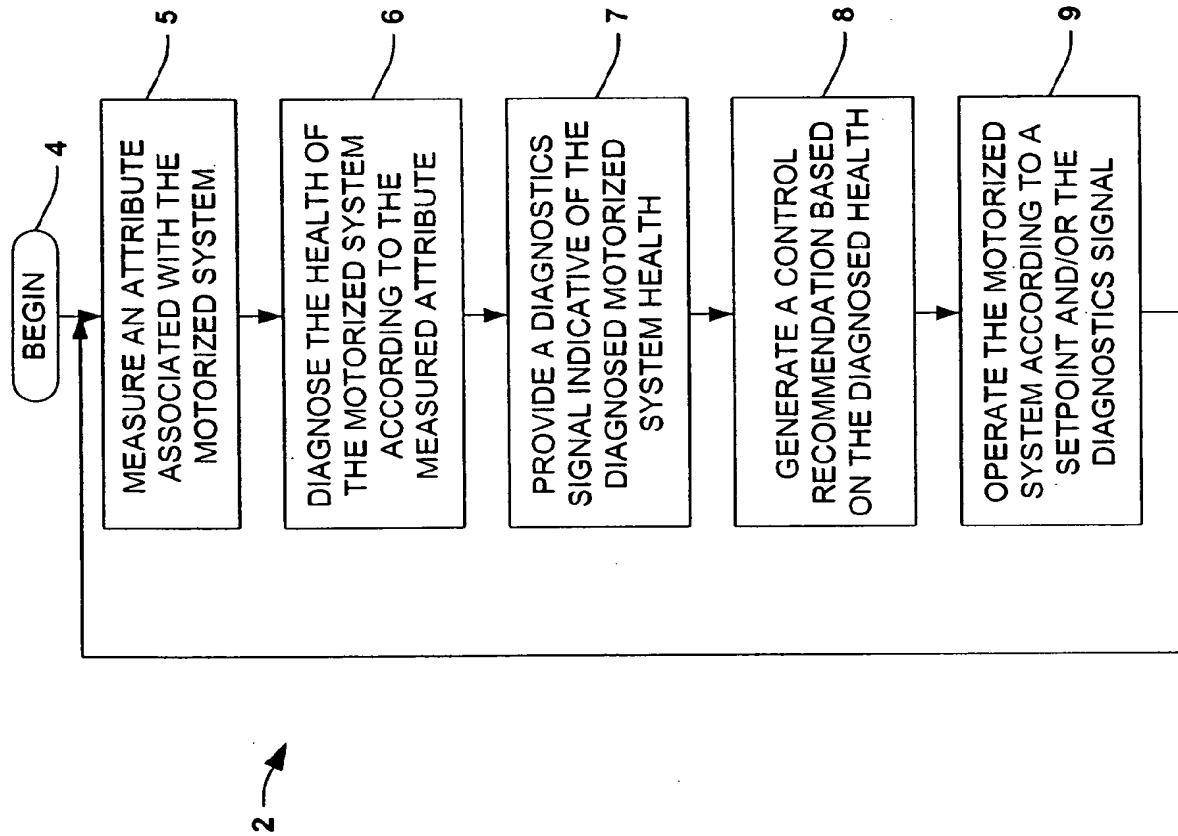 BEGIN
4
MEASURE AN ATTRIBUTE
ASSOCIATED WITH THE
MOTORIZED SYSTEM.
5
DIAGNOSE THE HEALTH OF
THE MOTORIZED SYSTEM
ACCORDING TO THE
MEASURED ATTRIBUTE
6
PROVIDE A DIAGNOSTICS
SIGNAL INDICATIVE OF THE
DIAGNOSED MOTORIZED
SYSTEM HEALTH
7
GENERATE A CONTROL
RECOMMENDATION BASED
ON THE DIAGNOSED HEALTH
8
OPERATE THE MOTORIZED
SYSTEM ACCORDING TO A
SETPOINT AND/OR THE
DIAGNOSTICS SIGNAL
9
2